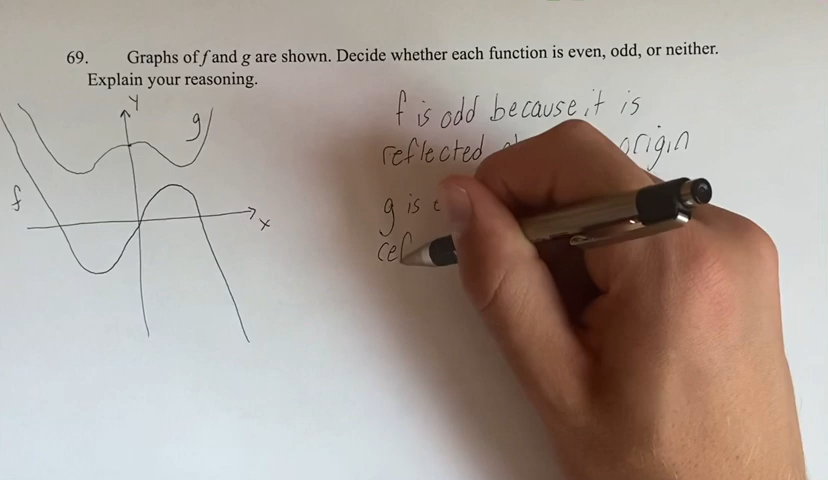 69. Graphs of f and g are shown. Decide whether each function is even, odd, or neither.
Explain your reasoning.
y
g
f
x
f is odd because it is
reflected origin
g is
ref